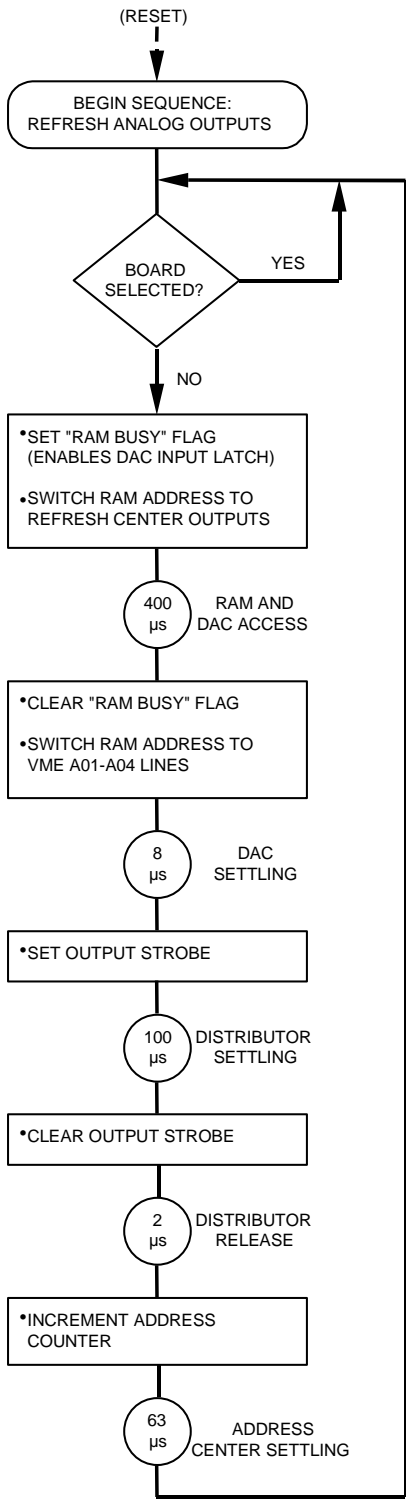 (RESET)
BEGIN SEQUENCE:
REFRESH ANALOG OUTPUTS
BOARD
SELECTED?
YES
NO
•SET "RAM BUSY" FLAG
(ENABLES DAC INPUT LATCH)
•SWITCH RAM ADDRESS TO
REFRESH CENTER OUTPUTS
400
µs
RAM AND
DAC ACCESS
•CLEAR "RAM BUSY" FLAG
•SWITCH RAM ADDRESS TO
VME A01-A04 LINES
8
µs
DAC
SETTLING
•SET OUTPUT STROBE
100
µs
DISTRIBUTOR
SETTLING
•CLEAR OUTPUT STROBE
2
µs
DISTRIBUTOR
RELEASE
•INCREMENT ADDRESS
COUNTER
63
µs
ADDRESS
CENTER SETTLING